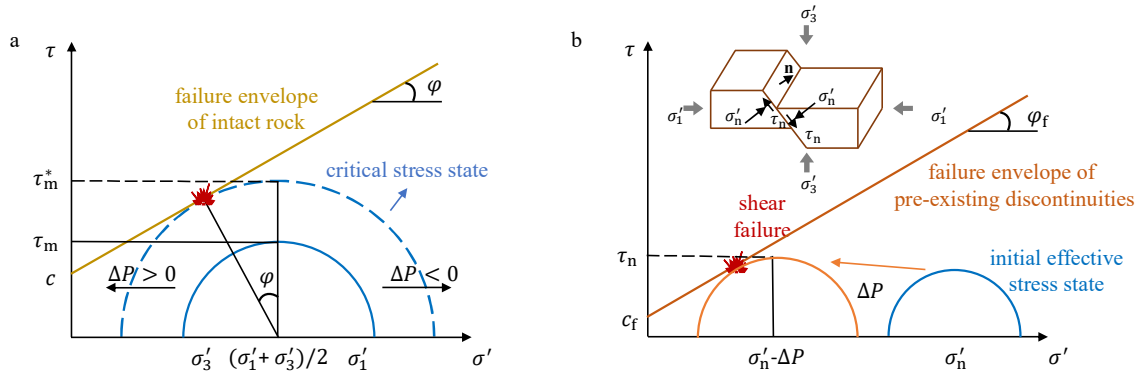 a
τ
failure envelope
of intact rock
φ
τ*m
critical stress state
τm
c
ΔP > 0
φ
ΔP < 0
σ′3
(σ′1+ σ′3)/2
σ′1
σ′
b
τ
σ′3
n
σ′1
σ′n
τn
σ′n
τn
σ′1
σ′3
φf
failure envelope of
pre-existing discontinuities
shear
failure
τn
initial effective
stress state
ΔP
cf
σ′n-ΔP
σ′n
σ′